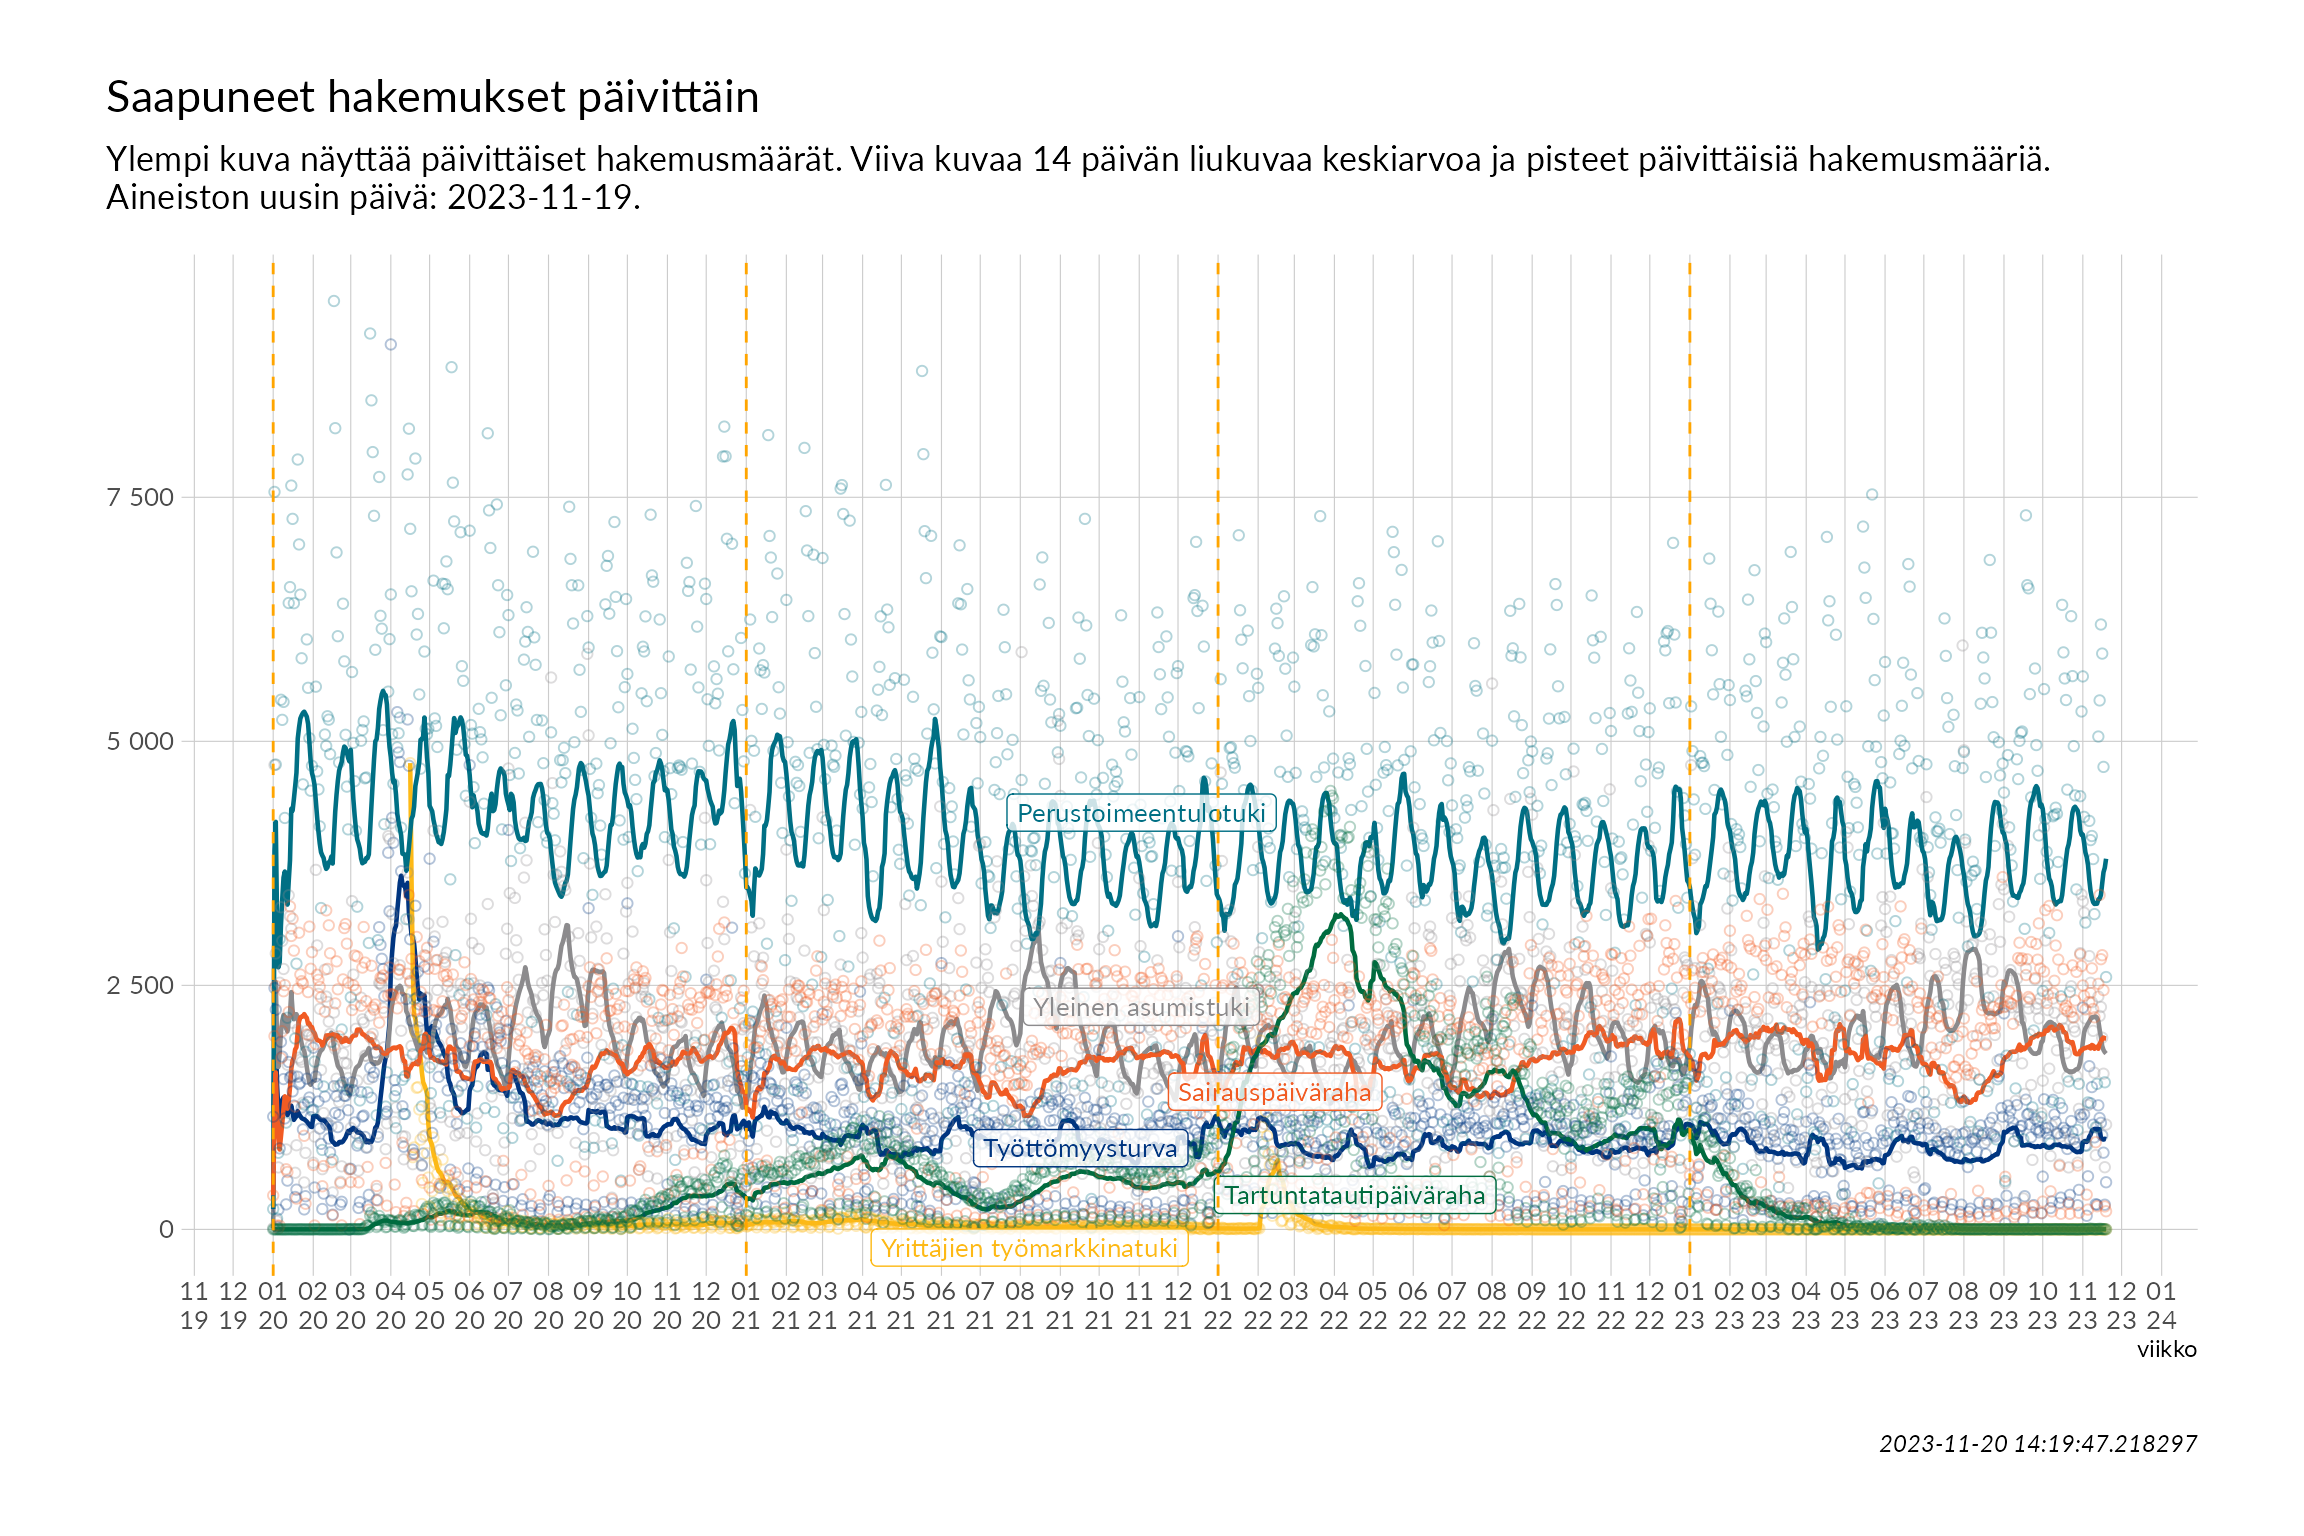 Saapuneet hakemukset päivittäin
Ylempi kuva näyttää päivittäiset hakemusmäärät. Viiva kuvaa 14 päivän liukuvaa keskiarvoa ja pisteet päivittäisiä hakemusmääriä.
Aineiston uusin päivä: 2023-11-19.
7 500
5 000
2 500
0
Perustoimeentulotuki
Yleinen asumistuki
Sairauspäiväraha
Työttömyysturva
Tartuntatautipäiväraha
Yrittäjien työmarkkinatuki
11 12 01 02 03 04 05 06 07 08 09 10 11 12 01 02 03 04 05 06 07 08 09 10 11 12 01 02 03 04 05 06 07 08 09 10 11 12 01 02 03 04 05 06 07 08 09 10 11 12 01
19 19 20 20 20 20 20 20 20 20 20 20 20 20 21 21 21 21 21 21 21 21 21 21 21 21 22 22 22 22 22 22 22 22 22 22 22 22 23 23 23 23 23 23 23 23 23 23 23 23 24
viikko
2023-11-20 14:19:47.218297